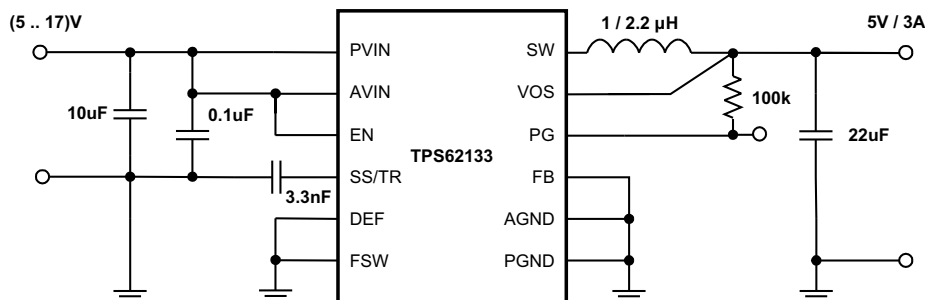 (5 .. 17)V
1 / 2.2 µH
5V / 3A
PVIN
SW
AVIN
VOS
10uF
0.1uF
100k
EN
PG
TPS62133
22uF
SS/TR
FB
3.3nF
DEF
AGND
FSW
PGND